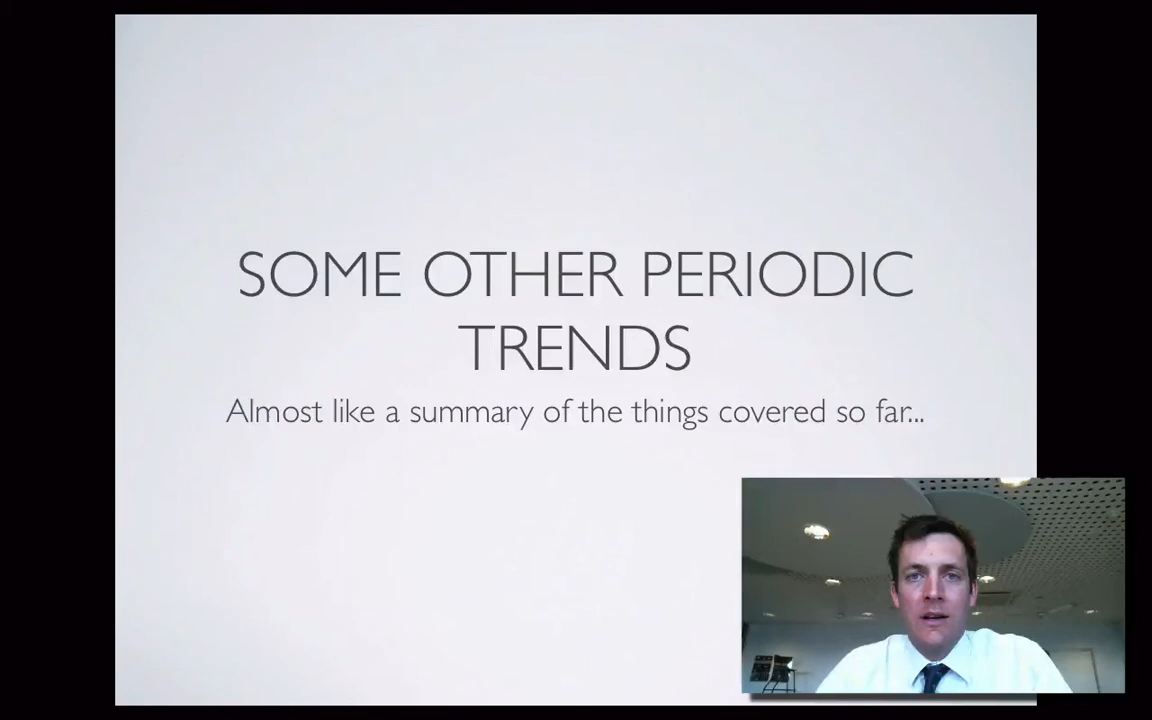 SOME OTHER PERIODIC
TRENDS
Almost like a summary of the things covered so far...